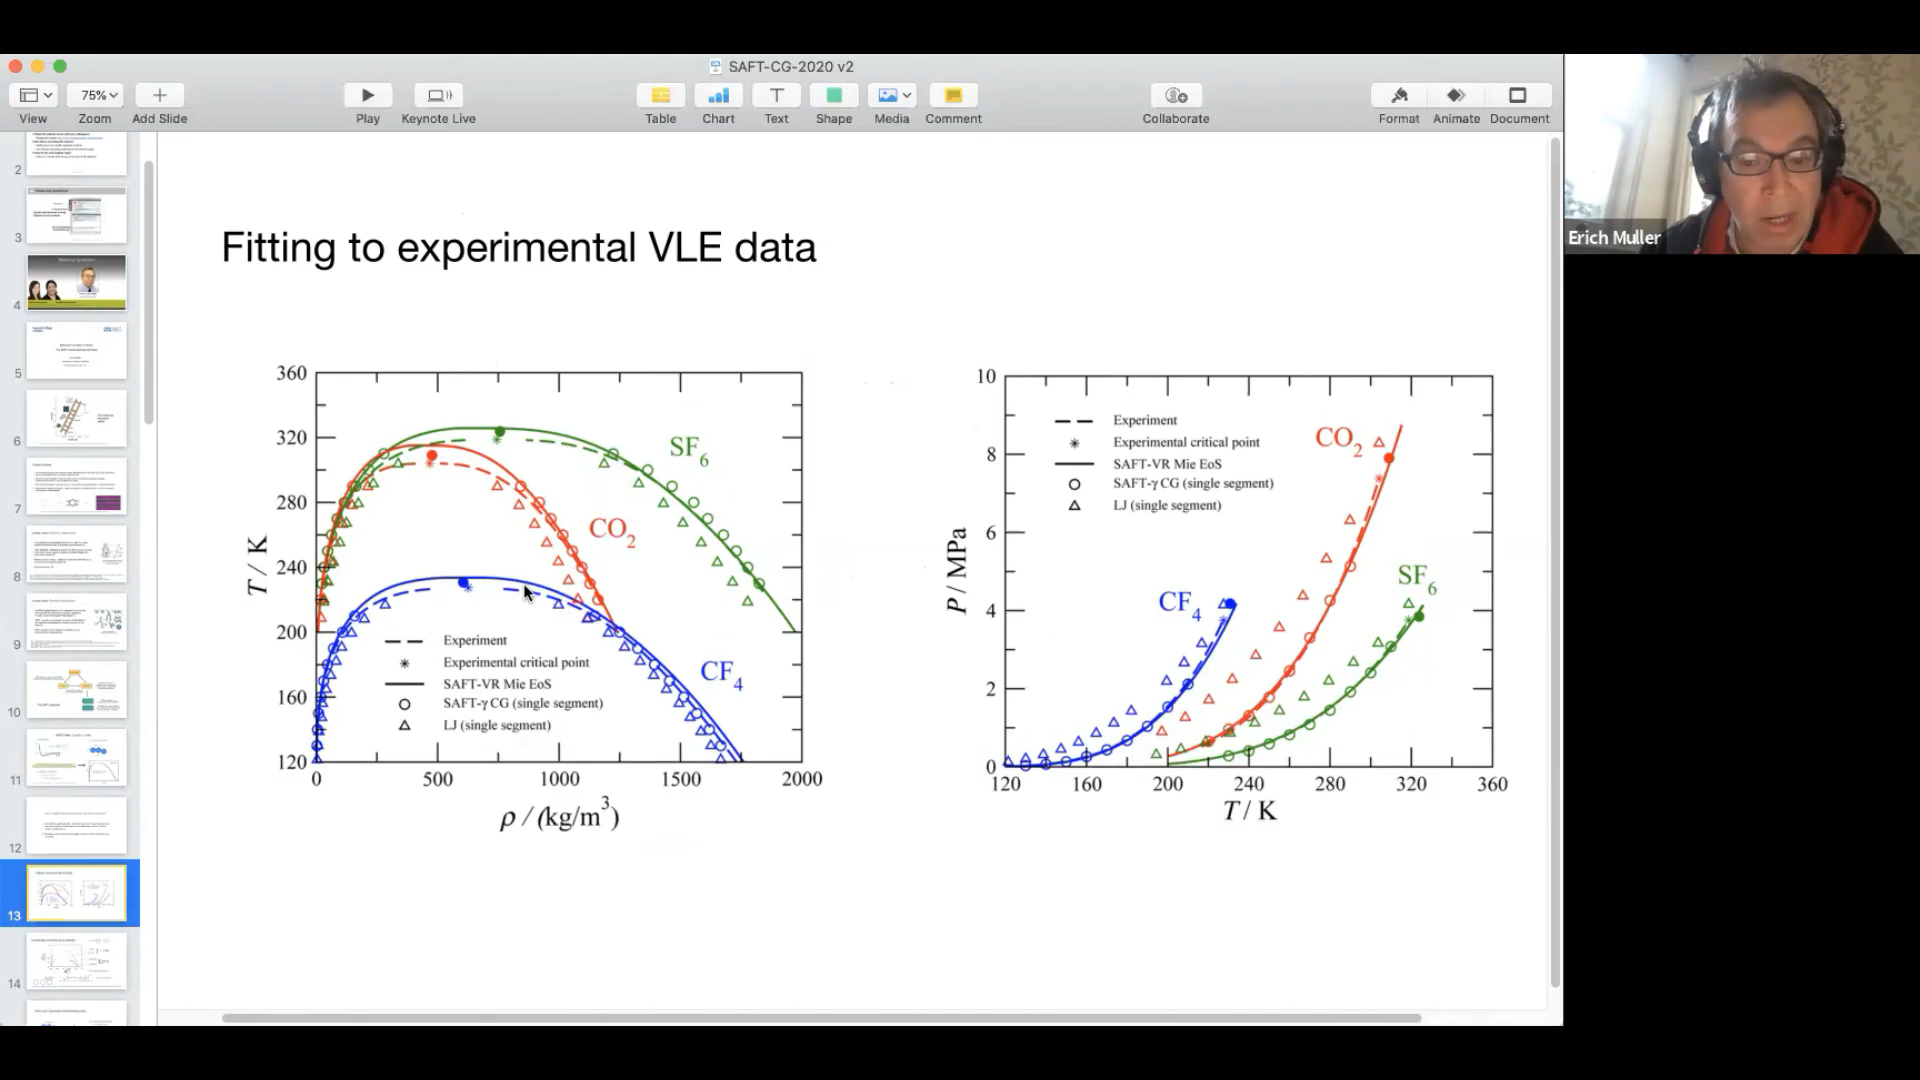 SAFT-CG-2020 v2
75%
View
Zoom
Add Slide
Play
Keynote Live
Table
Chart
Text
Shape
Media
Comment
Collaborate
Format
Animate
Document
2
3
4
5
6
7
8
9
10
11
12
13
14
Fitting to experimental VLE data
360
320
280
240
200
160
120
T / K
0
500
1000
1500
2000
ρ / (kg/m³)
SF₆
CO₂
CF₄
Experiment
Experimental critical point
SAFT-VR Mie EoS
SAFT-γ CG (single segment)
LJ (single segment)
10
8
6
4
2
0
P / MPa
120
160
200
240
280
320
360
T / K
Experiment
Experimental critical point
SAFT-VR Mie EoS
SAFT-γ CG (single segment)
LJ (single segment)
CO₂
SF₆
CF₄
Erich Muller